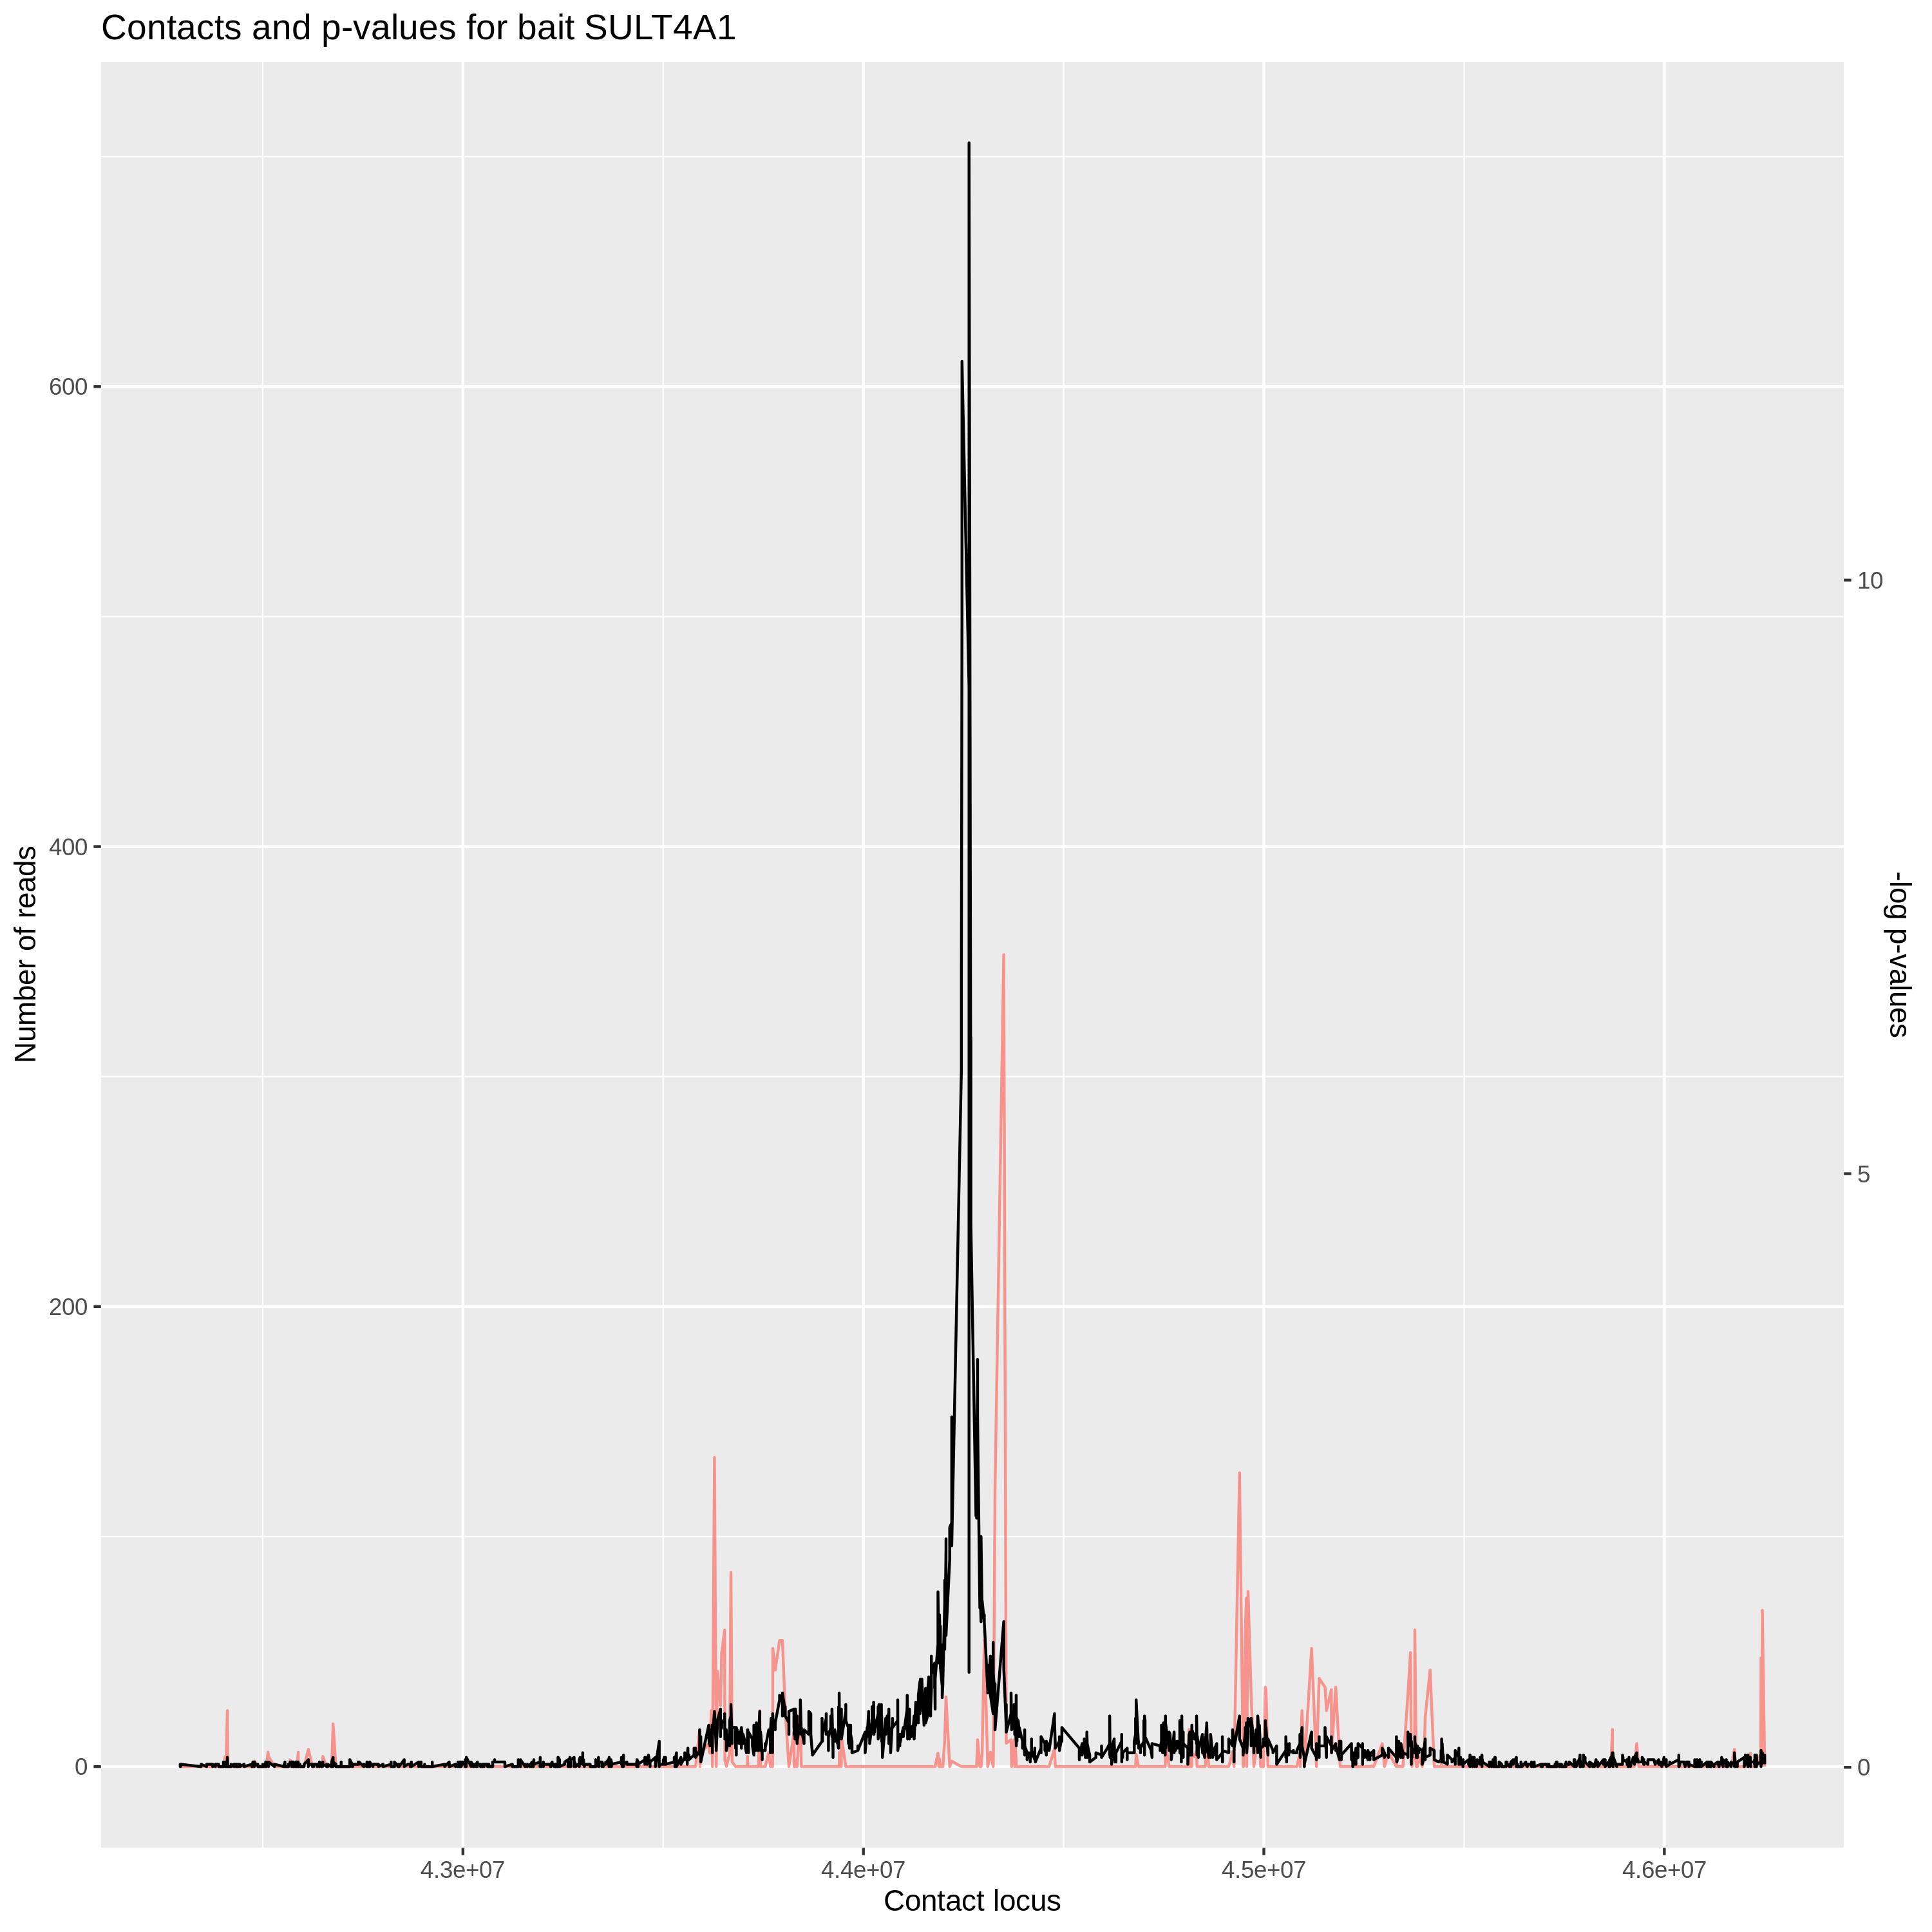 Contacts and p-values for bait SULT4A1
600
400
200
0
Number of reads
10
5
0
-log p-values
4.3e+07
4.4e+07
4.5e+07
4.6e+07
Contact locus